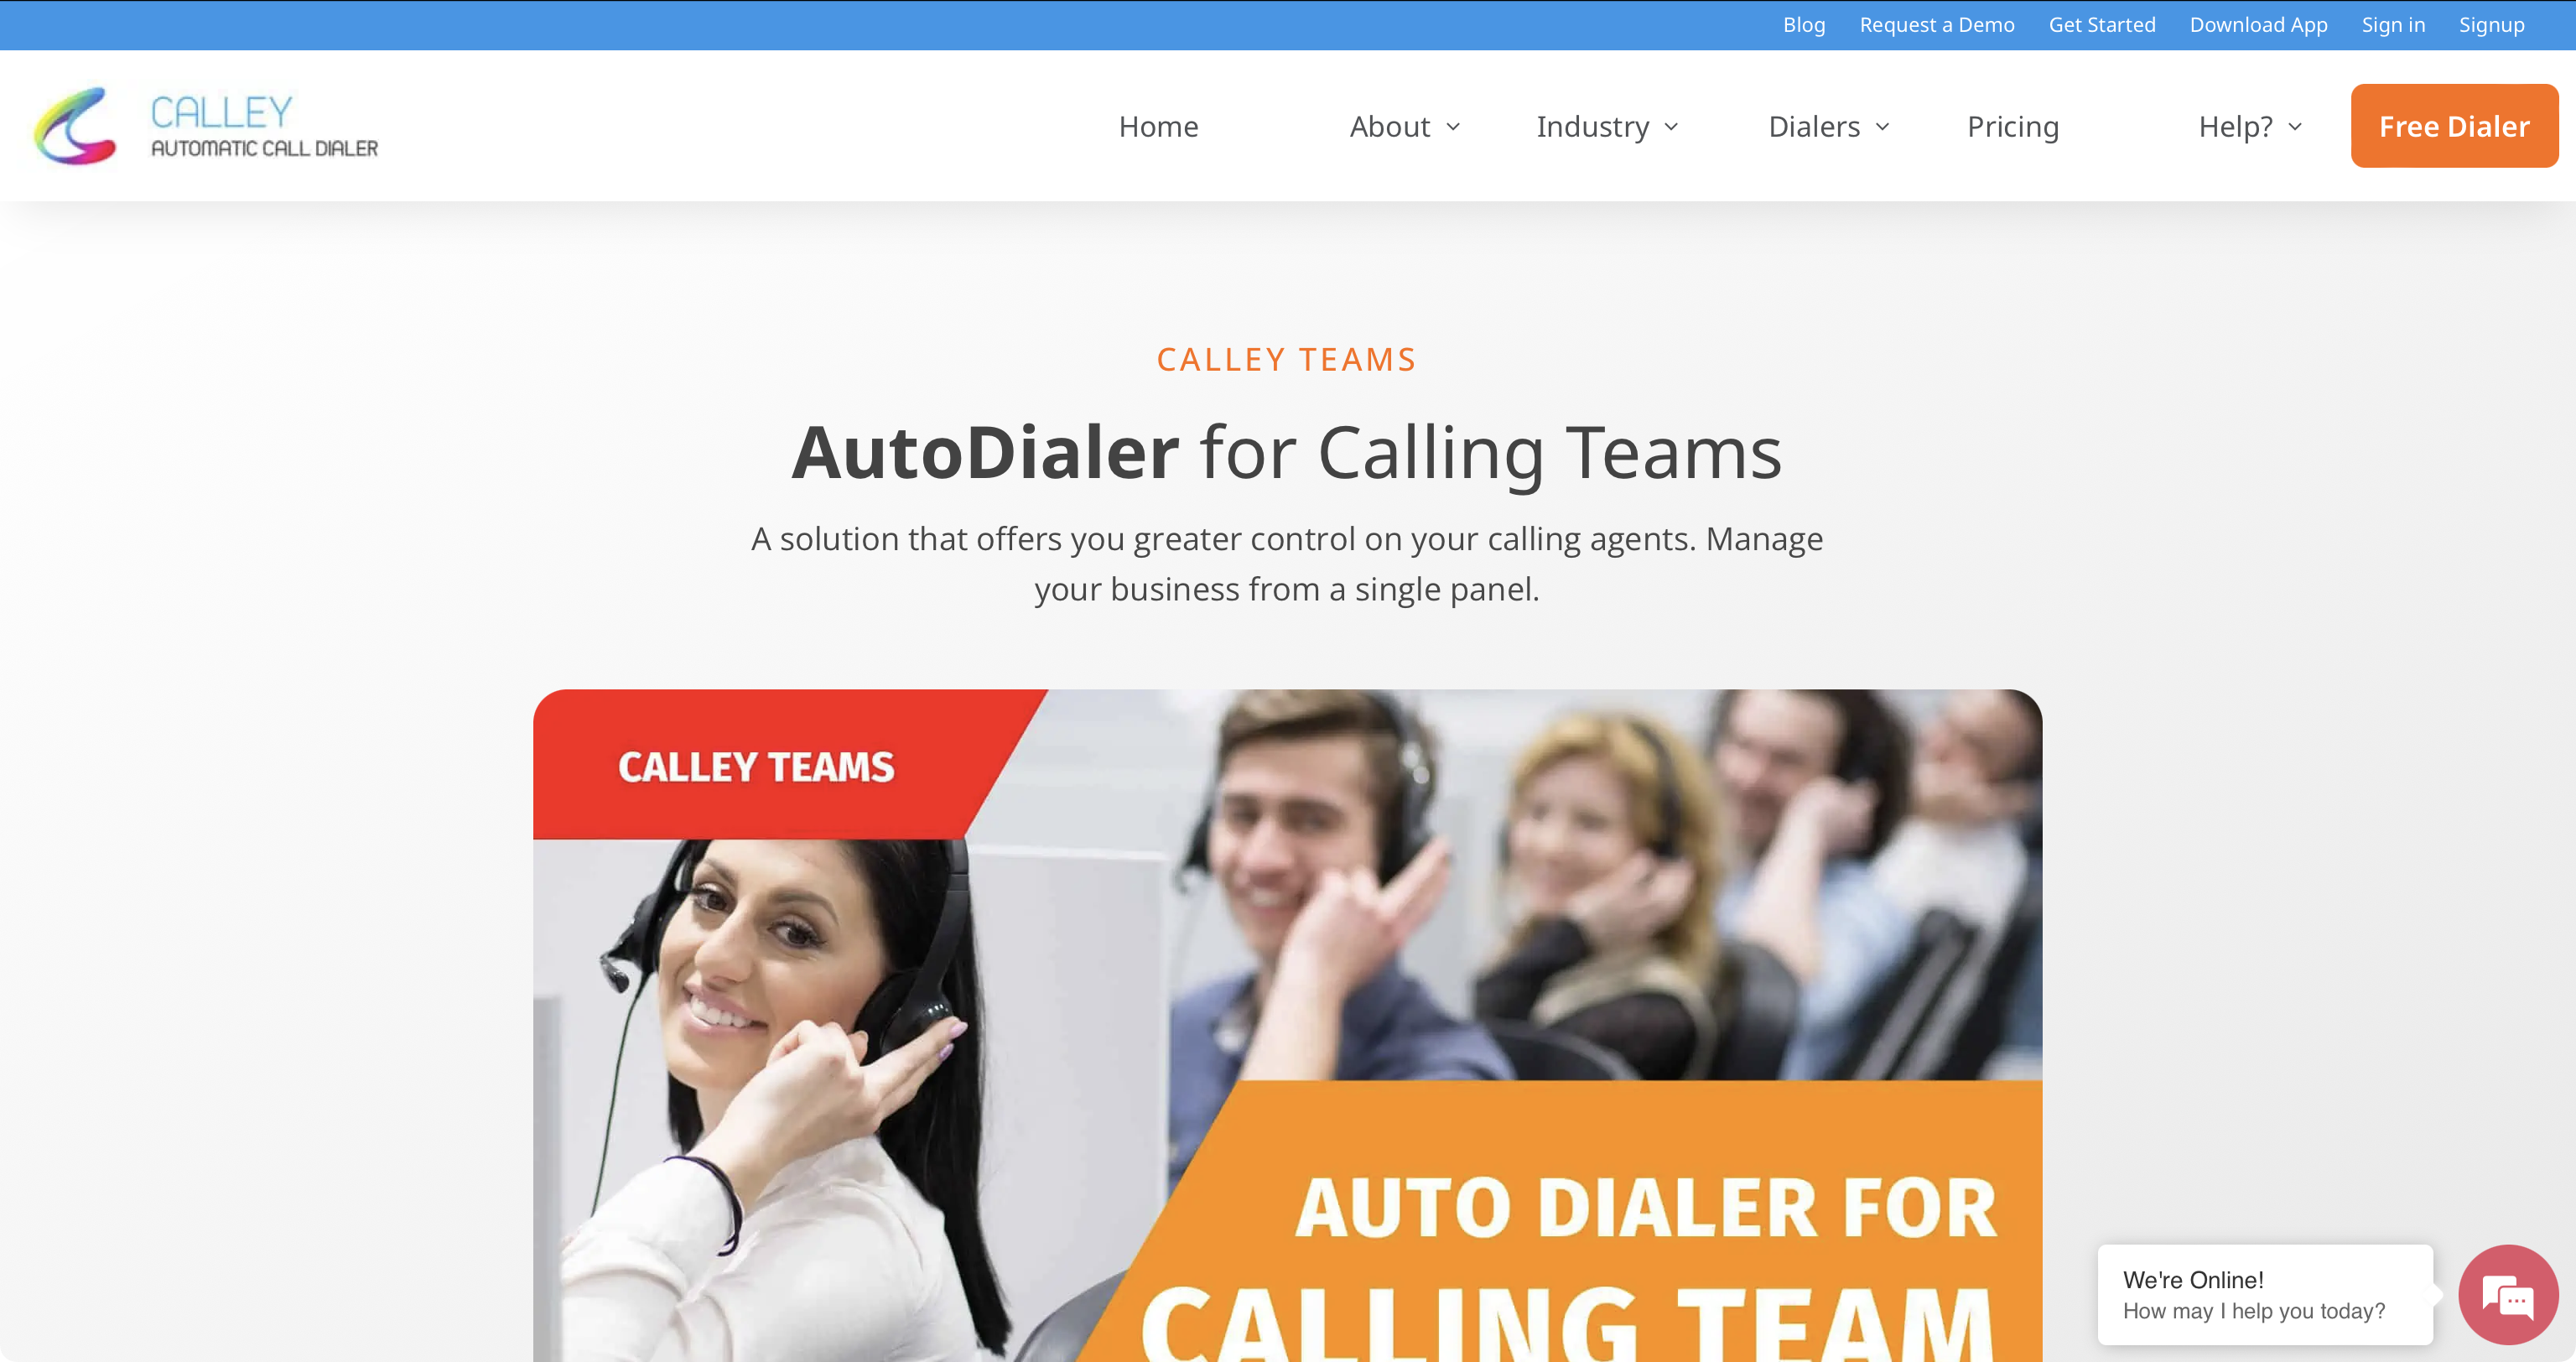 Blog Request a Demo Get Started Download App Sign in Signup
CALLEY
AUTOMATIC CALL DIALER
Home About Industry Dialers Pricing Help? Free Dialer
CALLEY TEAMS
AutoDialer for Calling Teams
A solution that offers you greater control on your calling agents. Manage
your business from a single panel.
CALLEY TEAMS
AUTO DIALER FOR
CALLING TEAM
We're Online!
How may I help you today?